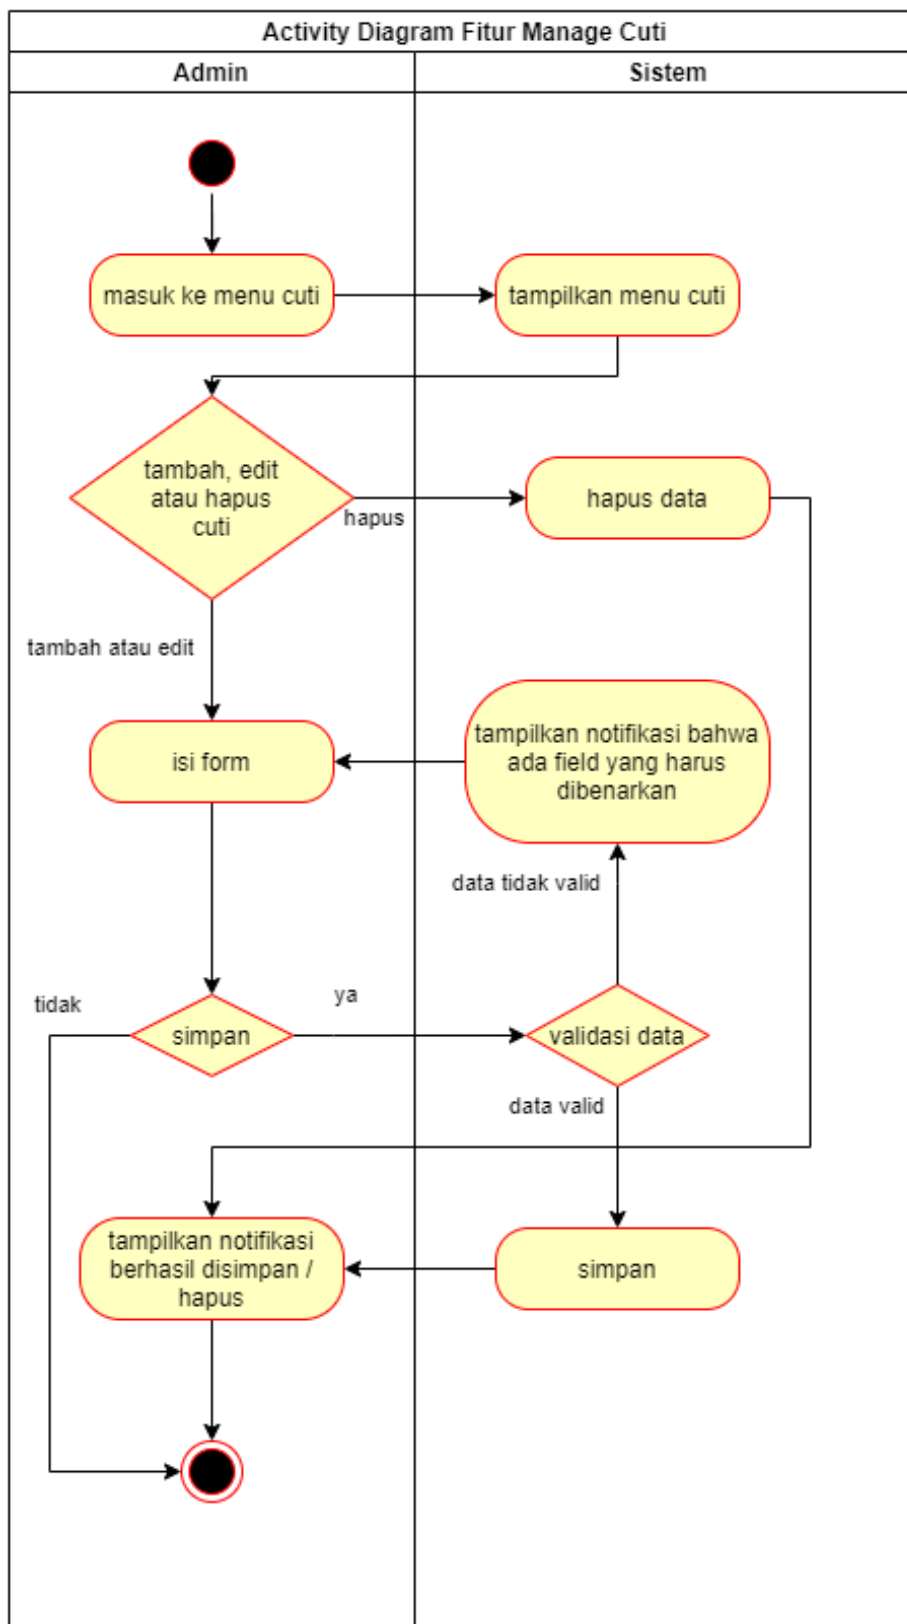 Activity Diagram Fitur Manage Cuti
Admin
Sistem
masuk ke menu cuti
tampilkan menu cuti
tambah, edit
atau hapus
cuti
hapus
hapus data
tambah atau edit
isi form
tampilkan notifikasi bahwa
ada field yang harus
dibenarkan
data tidak valid
tidak
simpan
ya
validasi data
data valid
tampilkan notifikasi
berhasil disimpan /
hapus
simpan